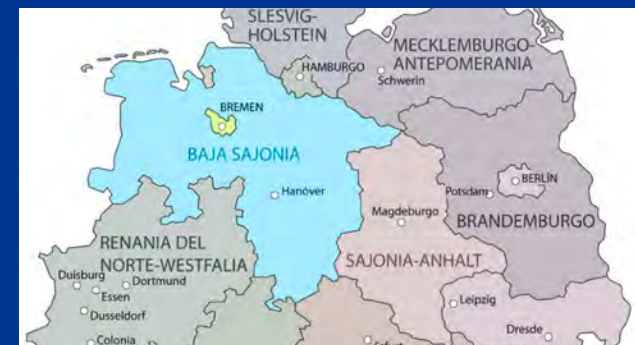 SLESVIG-
HOLSTEIN
MECKLEMBURGO-
ANTEPOMERANIA
HAMBURGO
Schwerin
BREMEN
BAJA SAJONIA
BERLÍN
Hanóver
Potsdam
Magdeburgo
BRANDEMBURGO
RENANIA DEL
NORTE-WESTFALIA
SAJONIA-ANHALT
Duisburg
Dortmund
Essen
Leipzig
Dusseldorf
Dresde
Colonia